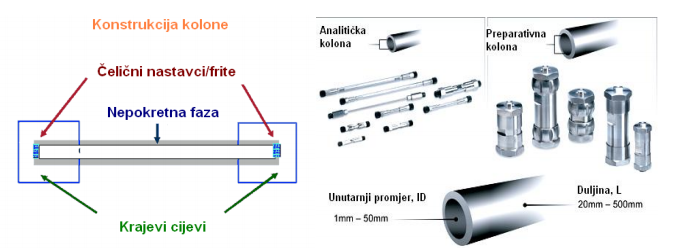 Konstrukcija kolone
Čelični nastavci/frite
Nepokretna faza
Krajevi cijevi
Analitička
kolona
Preparativna
kolona
Unutarnji promjer, ID
1mm – 50mm
Duljina, L
20mm – 500mm